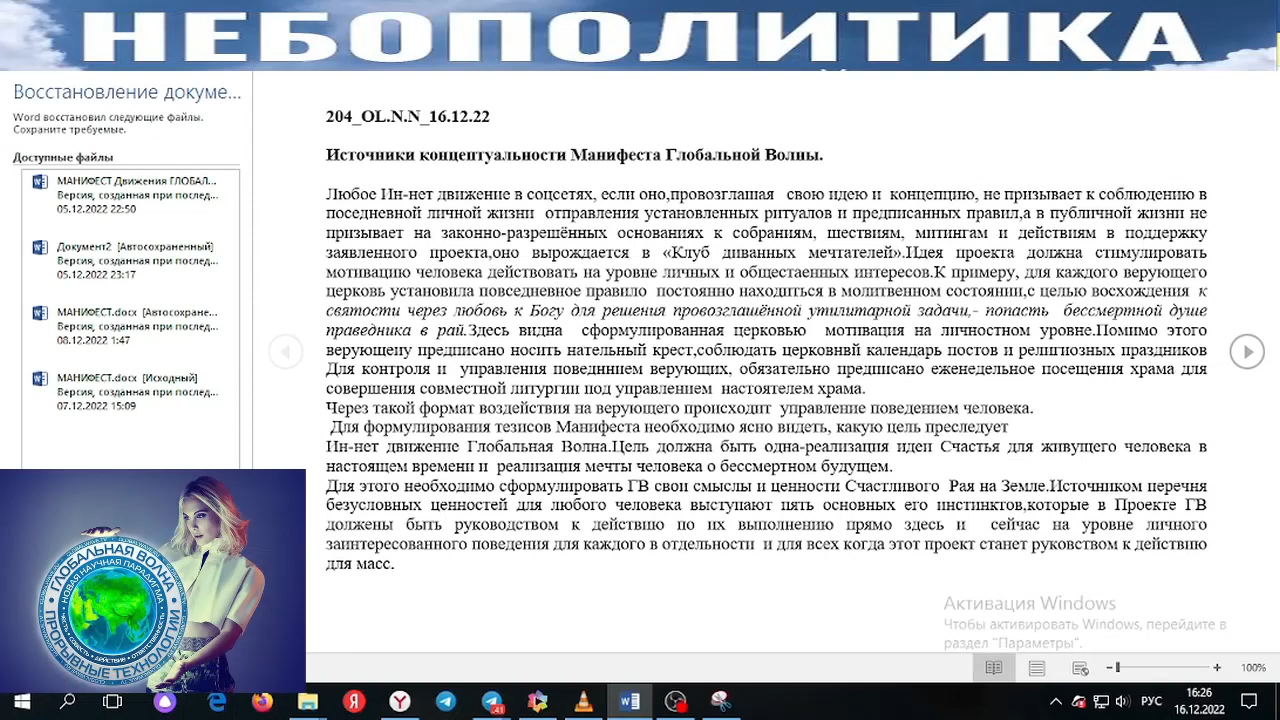 НЕБОПОЛИТИКА
Восстановление докуме...
Word восстановил следующие файлы.
Сохраните требуемые.
Доступные файлы
МАНИФЕСТ Движения ГЛОБАЛ...
Версия, созданная при послед...
05.12.2022 22:50
Документ2 [Автосохраненный]
Версия, созданная при послед...
05.12.2022 23:17
МАНИФЕСТ.docx [Автосохране...
Версия, созданная при послед...
08.12.2022 1:47
МАНИФЕСТ.docx [Исходный]
Версия, созданная при послед...
07.12.2022 15:09
204_OL.N.N_16.12.22
Источники концептуальности Манифеста Глобальной Волны.
Любое Ин-нет движение в соцсетях, если оно,провозглашая свою идею и концепцию, не призывает к соблюдению в
поседневной личной жизни отправления установленных ритуалов и предписанных правил,а в публичной жизни не
призывает на законно-разрешённых основаниях к собраниям, шествиям, митингам и действиям в поддержку
заявленного проекта,оно вырождается в «Клуб диванных мечтателей».Идея проекта должна стимулировать
мотивацию человека действовать на уровне личных и общестаенных интересов.К примеру, для каждого верующего
церковь установила повседневное правило постоянно находиться в молитвенном состоянии,с целью восхождения к
святости через любовь к Богу для решения провозглашённой утилитарной задачи,- попасть бессмертной душе
праведника в рай.Здесь видна сформулированная церковью мотивация на личностном уровне.Помимо этого
верующеиу предписано носить нательный крест,соблюдать церковнвй календарь постов и религиозных праздников
Для контроля и управления поведннием верующих, обязательно предписано еженедельное посещения храма для
совершения совместной литургии под управлением настоятелем храма.
Через такой формат воздействия на верующего происходит управление поведением человека.
Для формулирования тезисов Манифеста необходимо ясно видеть, какую цель преследует
Ин-нет движение Глобальная Волна.Цель должна быть одна-реализация идеи Счастья для живущего человека в
настоящем времени и реализация мечты человека о бессмертном будущем.
Для этого необходимо сформулировать ГВ свои смыслы и ценности Счастливого Рая на Земле.Источником перечня
безусловных ценностей для любого человека выступают пять основных его инстинктов,которые в Проекте ГВ
должены быть руководством к действию по их выполнению прямо здесь и сейчас на уровне личного
заинтересованного поведения для каждого в отдельности и для всех когда этот проект станет руковством к действию
для масс.
ГЛОБАЛЬНАЯ ВОЛНА
НОВАЯ НАУЧНАЯ ПАРАДИГМА
ЧЕСТЬ • СОВЕСТЬ • ДЕЙСТВИЕ • ОТВЕТСТВЕННОСТЬ
ПРОРЫВНЫЕ ТЕХНОЛОГИИ
Активация Windows
Чтобы активировать Windows, перейдите в
раздел "Параметры".
100%
41
РУС
16:26
16.12.2022